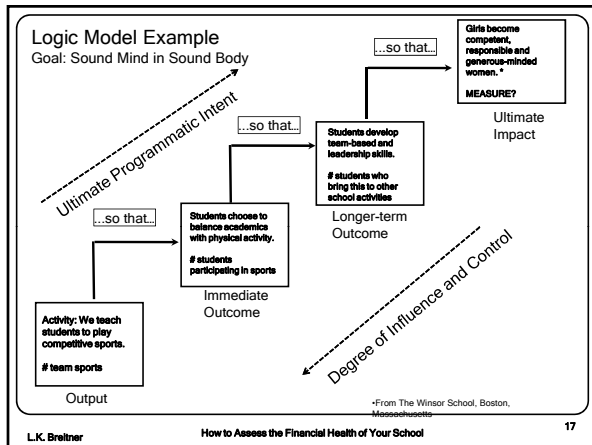 Logic Model Example
Goal: Sound Mind in Sound Body
Girls become
competent,
responsible and
generous-minded
women. *
MEASURE?
...so that...
Ultimate
Impact
Ultimate Programmatic Intent
...so that...
Students develop
team-based and
leadership skills.
# students who
bring this to other
school activities
Longer-term
Outcome
...so that...
Students choose to
balance academics
with physical activity.
# students
participating in sports
Immediate
Outcome
Degree of Influence and Control
Activity: We teach
students to play
competitive sports.
# team sports
Output
•From The Winsor School, Boston,
Massachusetts
L.K. Breitner
How to Assess the Financial Health of Your School
17